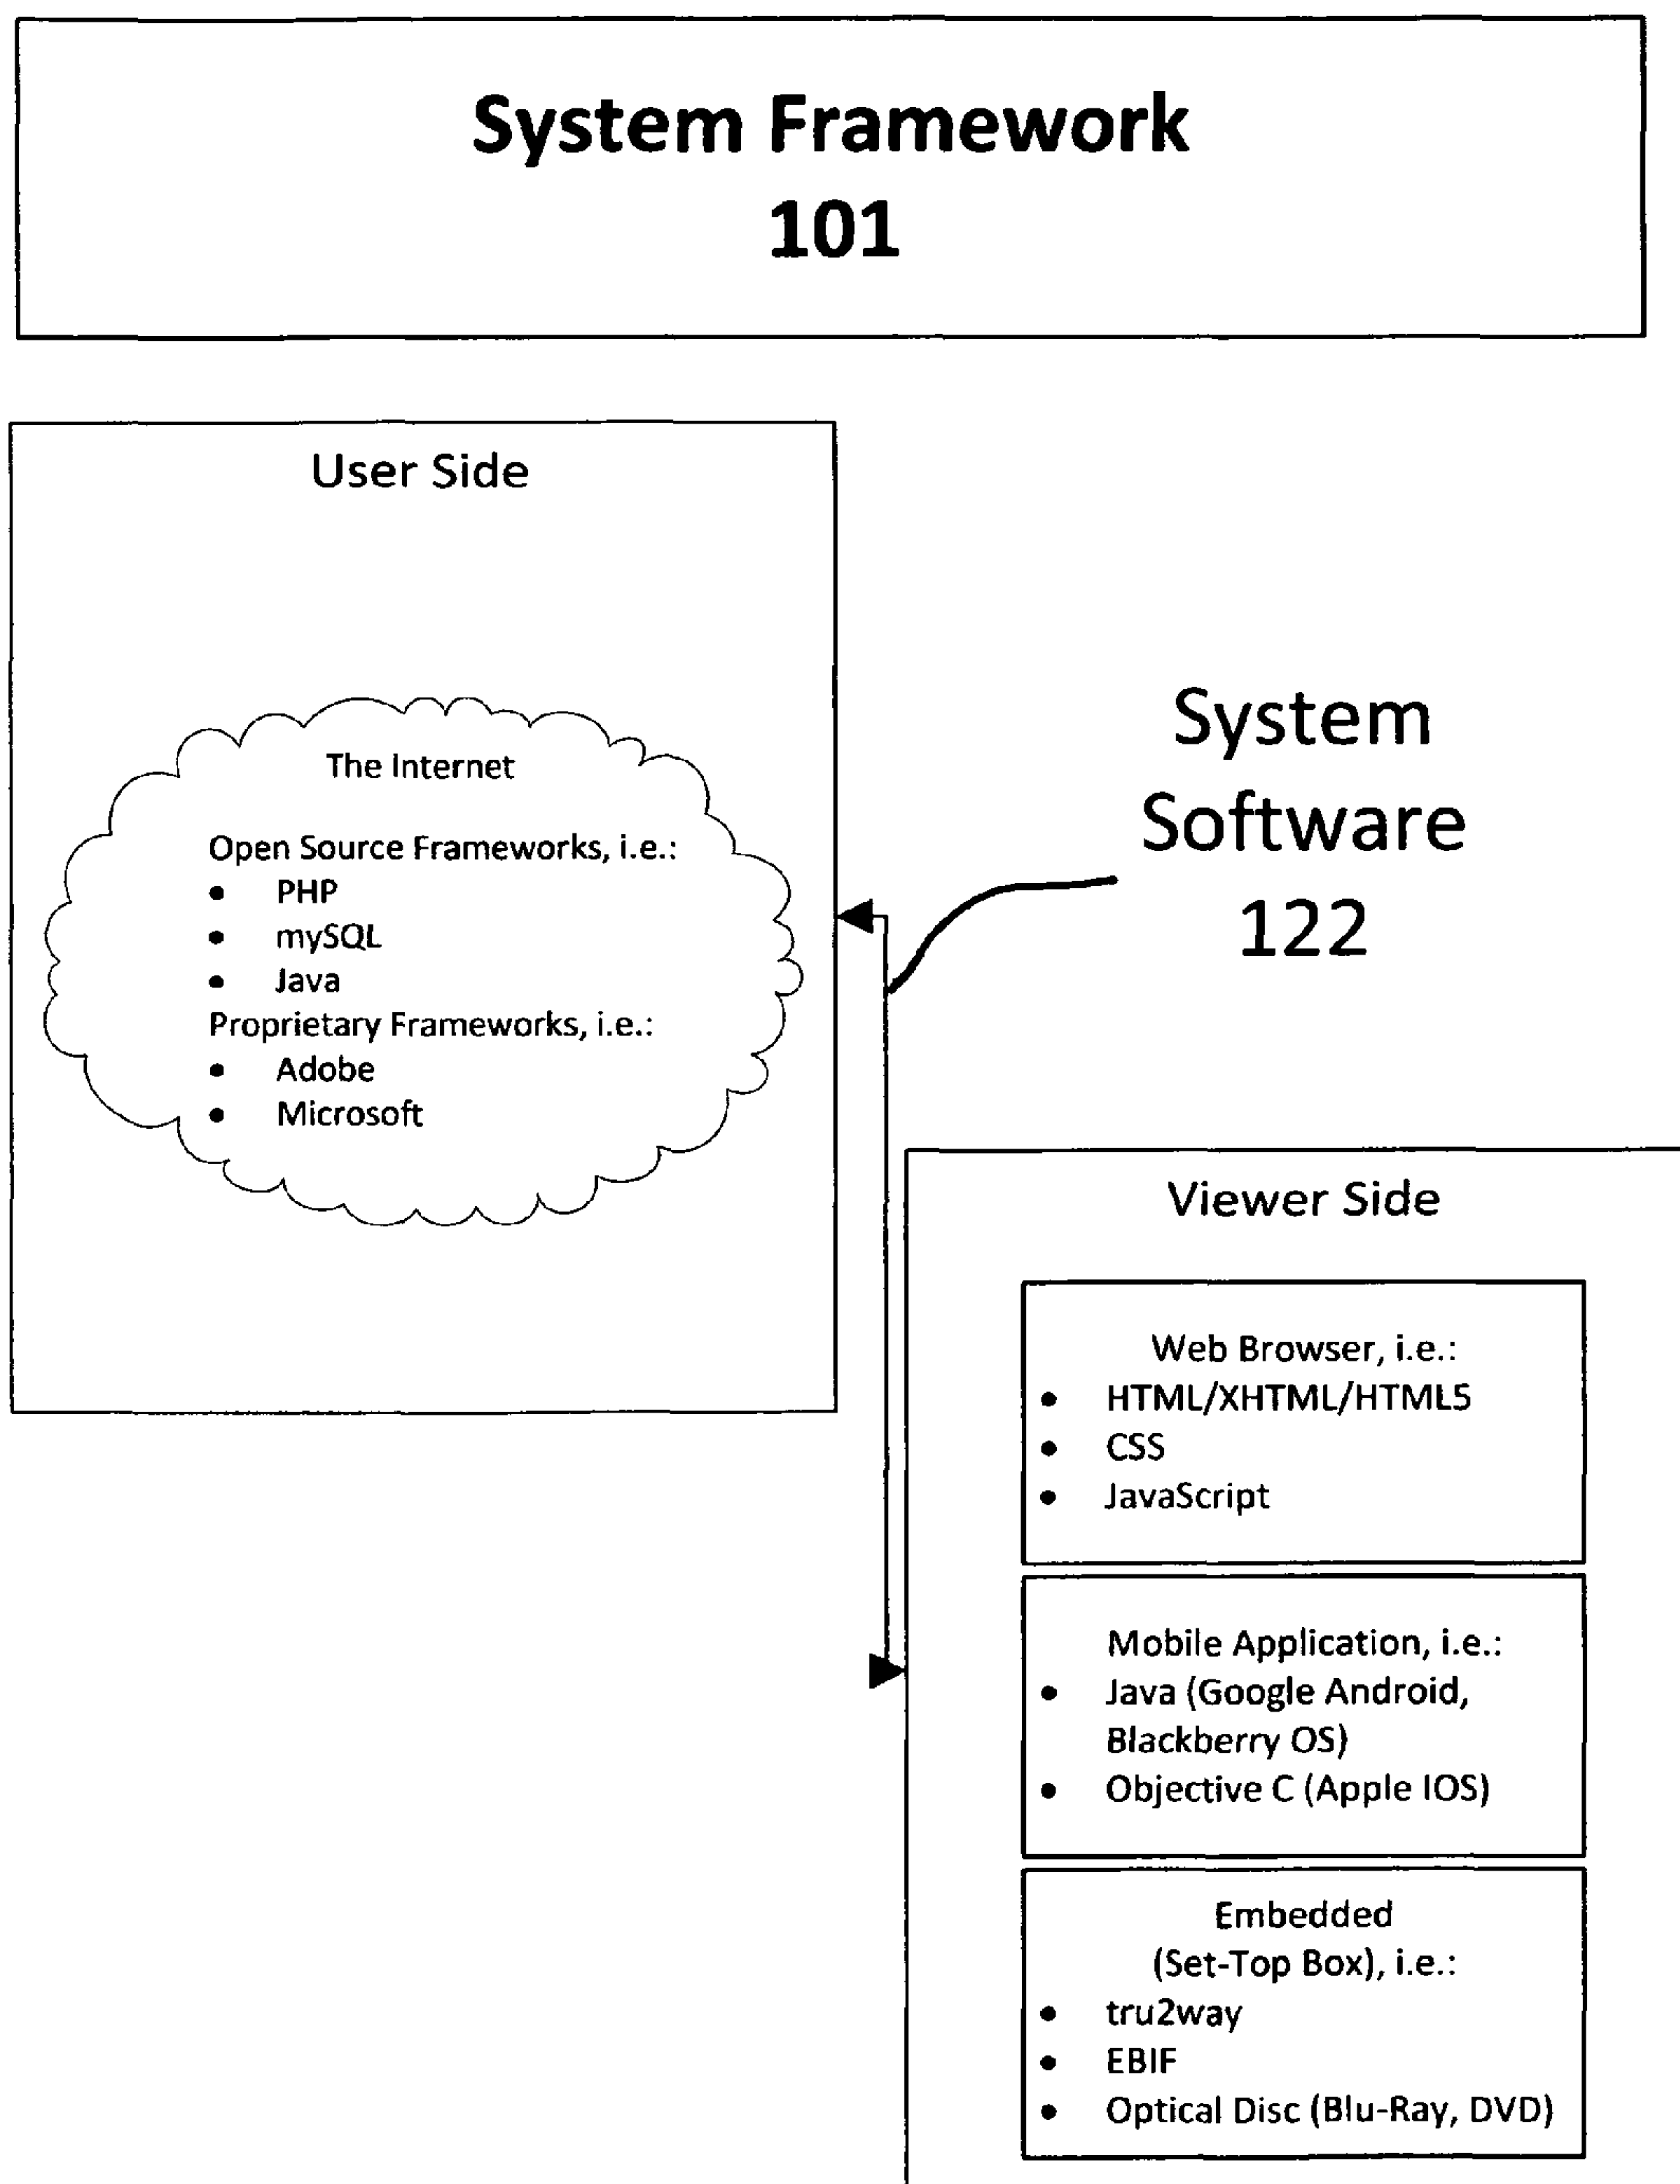 System Framework
101
User Side
The Internet
Open Source Frameworks, i.e.:
• PHP
• mySQL
• Java
Proprietary Frameworks, i.e.:
• Adobe
• Microsoft
System
Software
122
Viewer Side
Web Browser, i.e.:
• HTML/XHTML/HTML5
• CSS
• JavaScript
Mobile Application, i.e.:
• Java (Google Android,
Blackberry OS)
• Objective C (Apple IOS)
Embedded
(Set-Top Box), i.e.:
• tru2way
• EBIF
• Optical Disc (Blu-Ray, DVD)